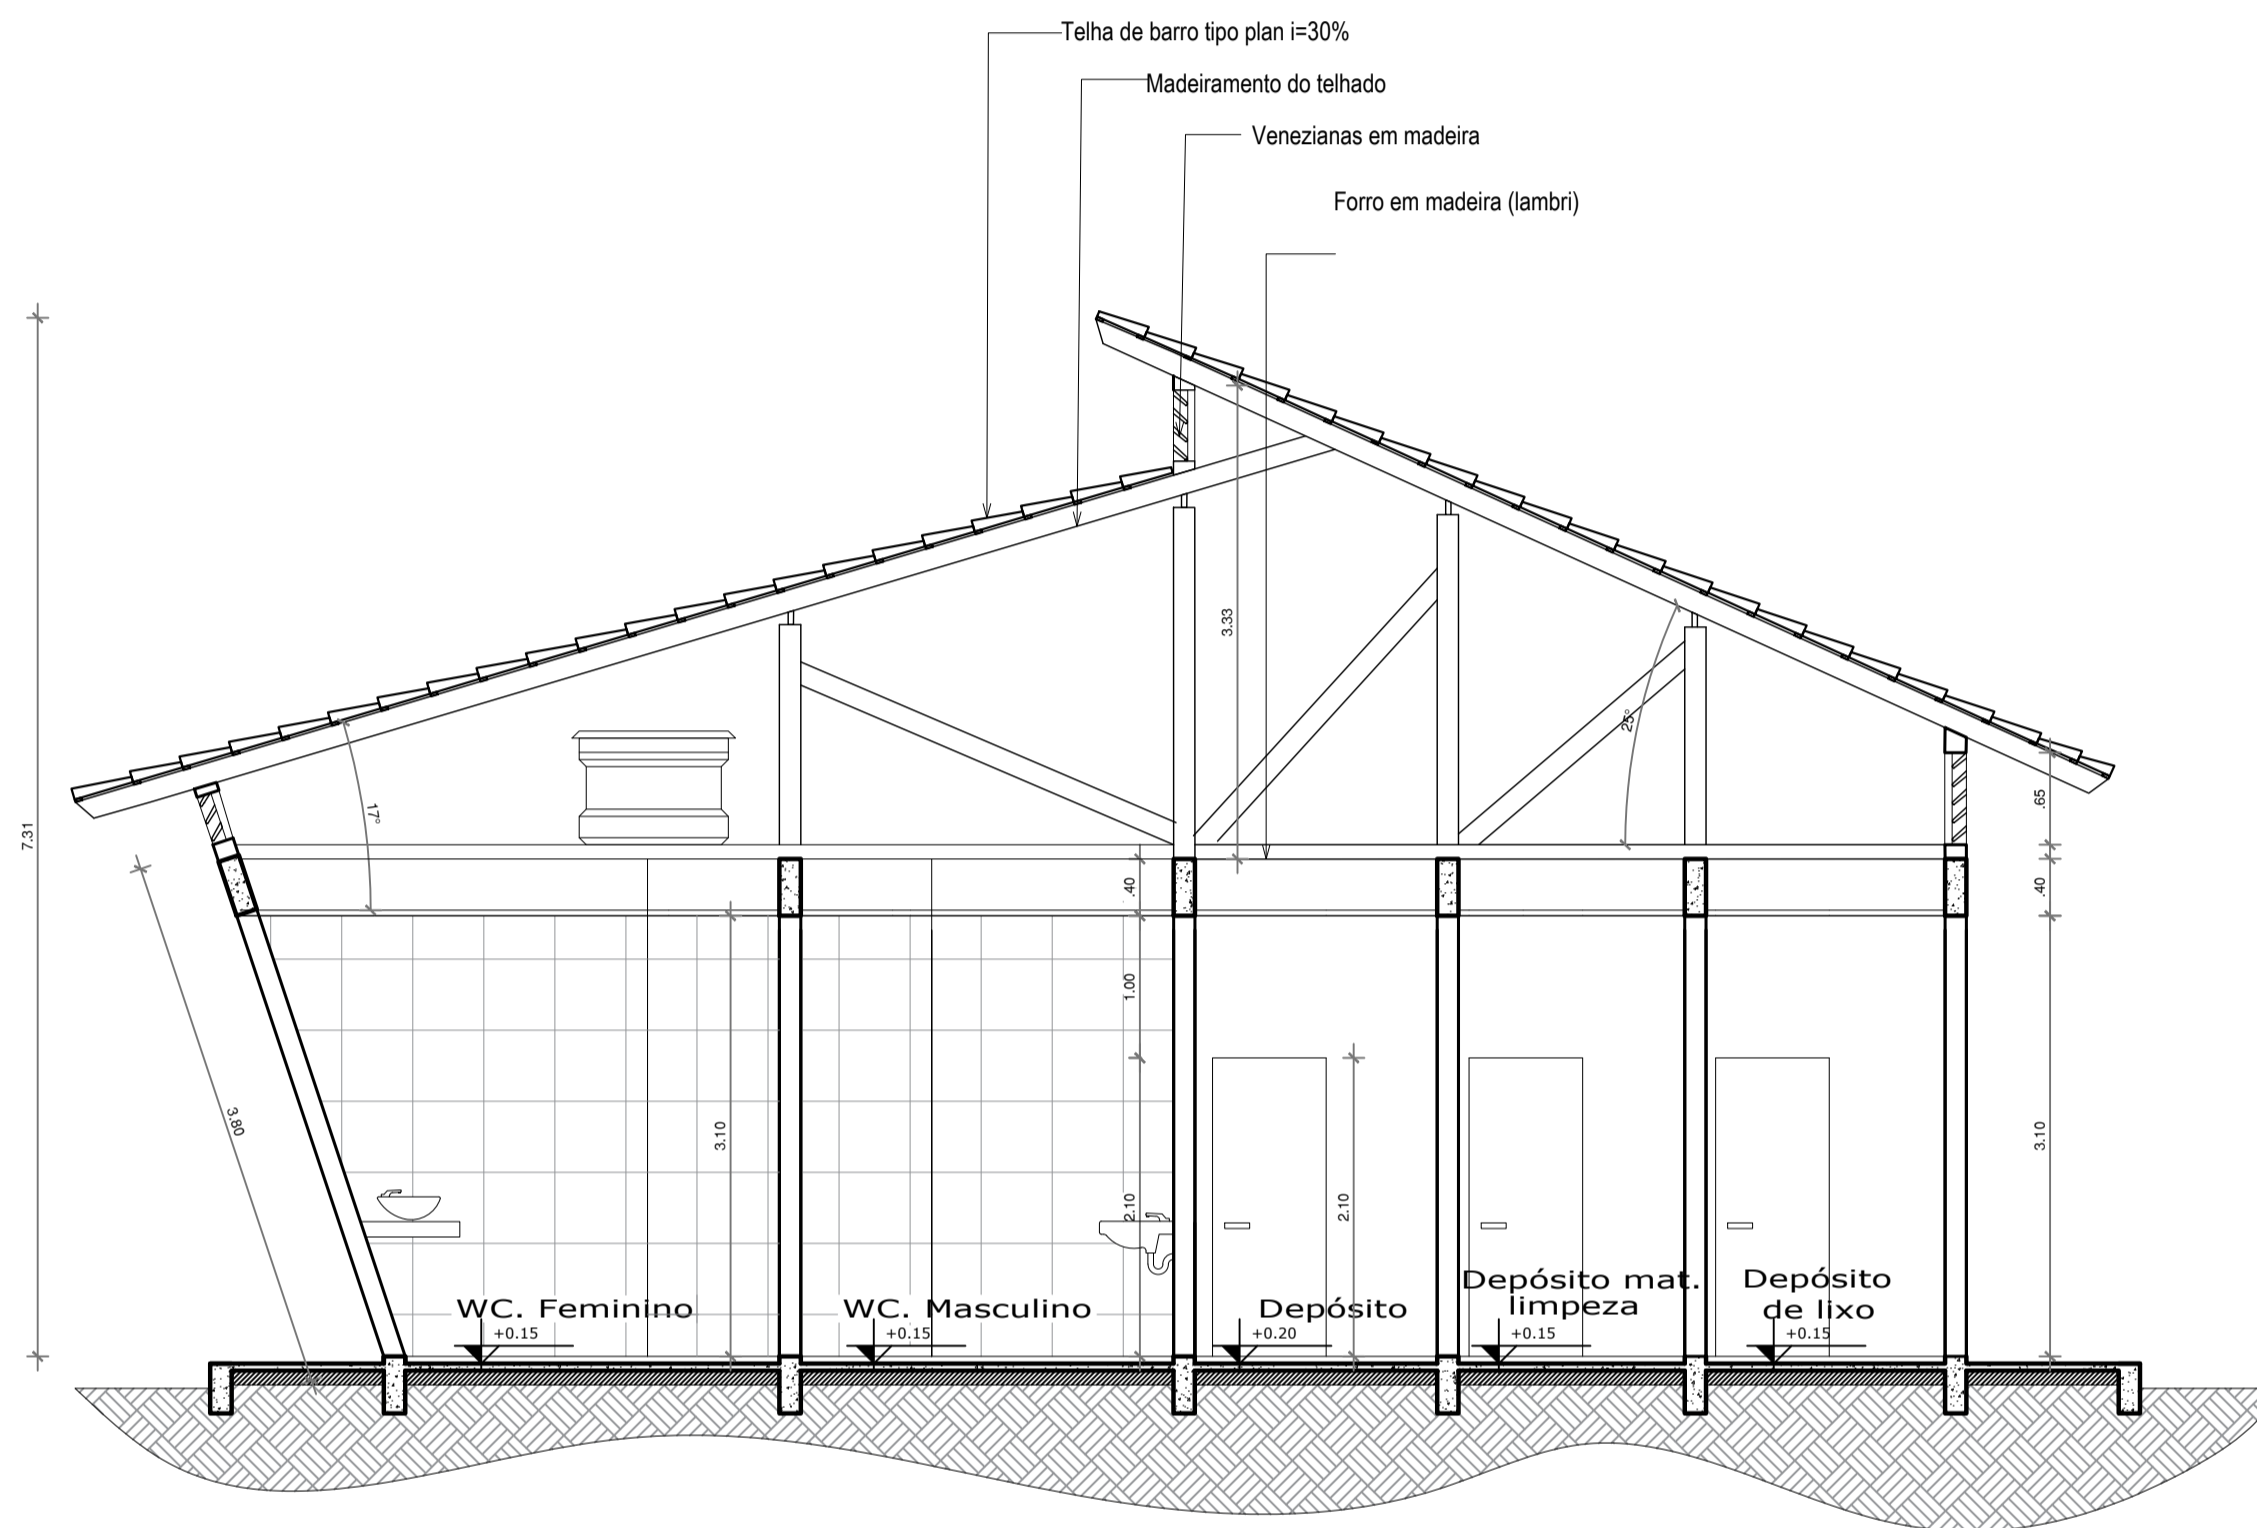 Telha de barro tipo plan i=30%
Madeiramento do telhado
Venezianas em madeira
Forro em madeira (lambri)
7.31
3.33
25°
17°
.65
.40
.40
1.00
3.80
3.10
3.10
2.10
2.10
WC. Feminino
+0.15
WC. Masculino
+0.15
Depósito
+0.20
Depósito mat.
limpeza
+0.15
Depósito
de lixo
+0.15